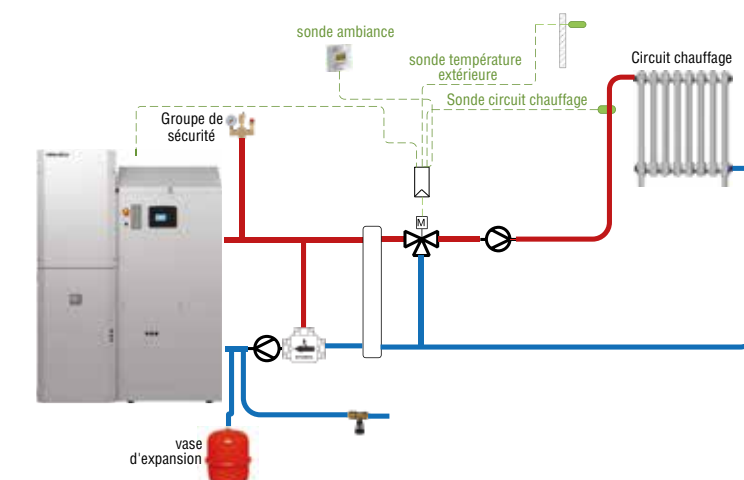 sonde ambiance
sonde température
extérieure
Circuit chauffage
Sonde circuit chauffage
Groupe de
sécurité
M
vase
d'expansion